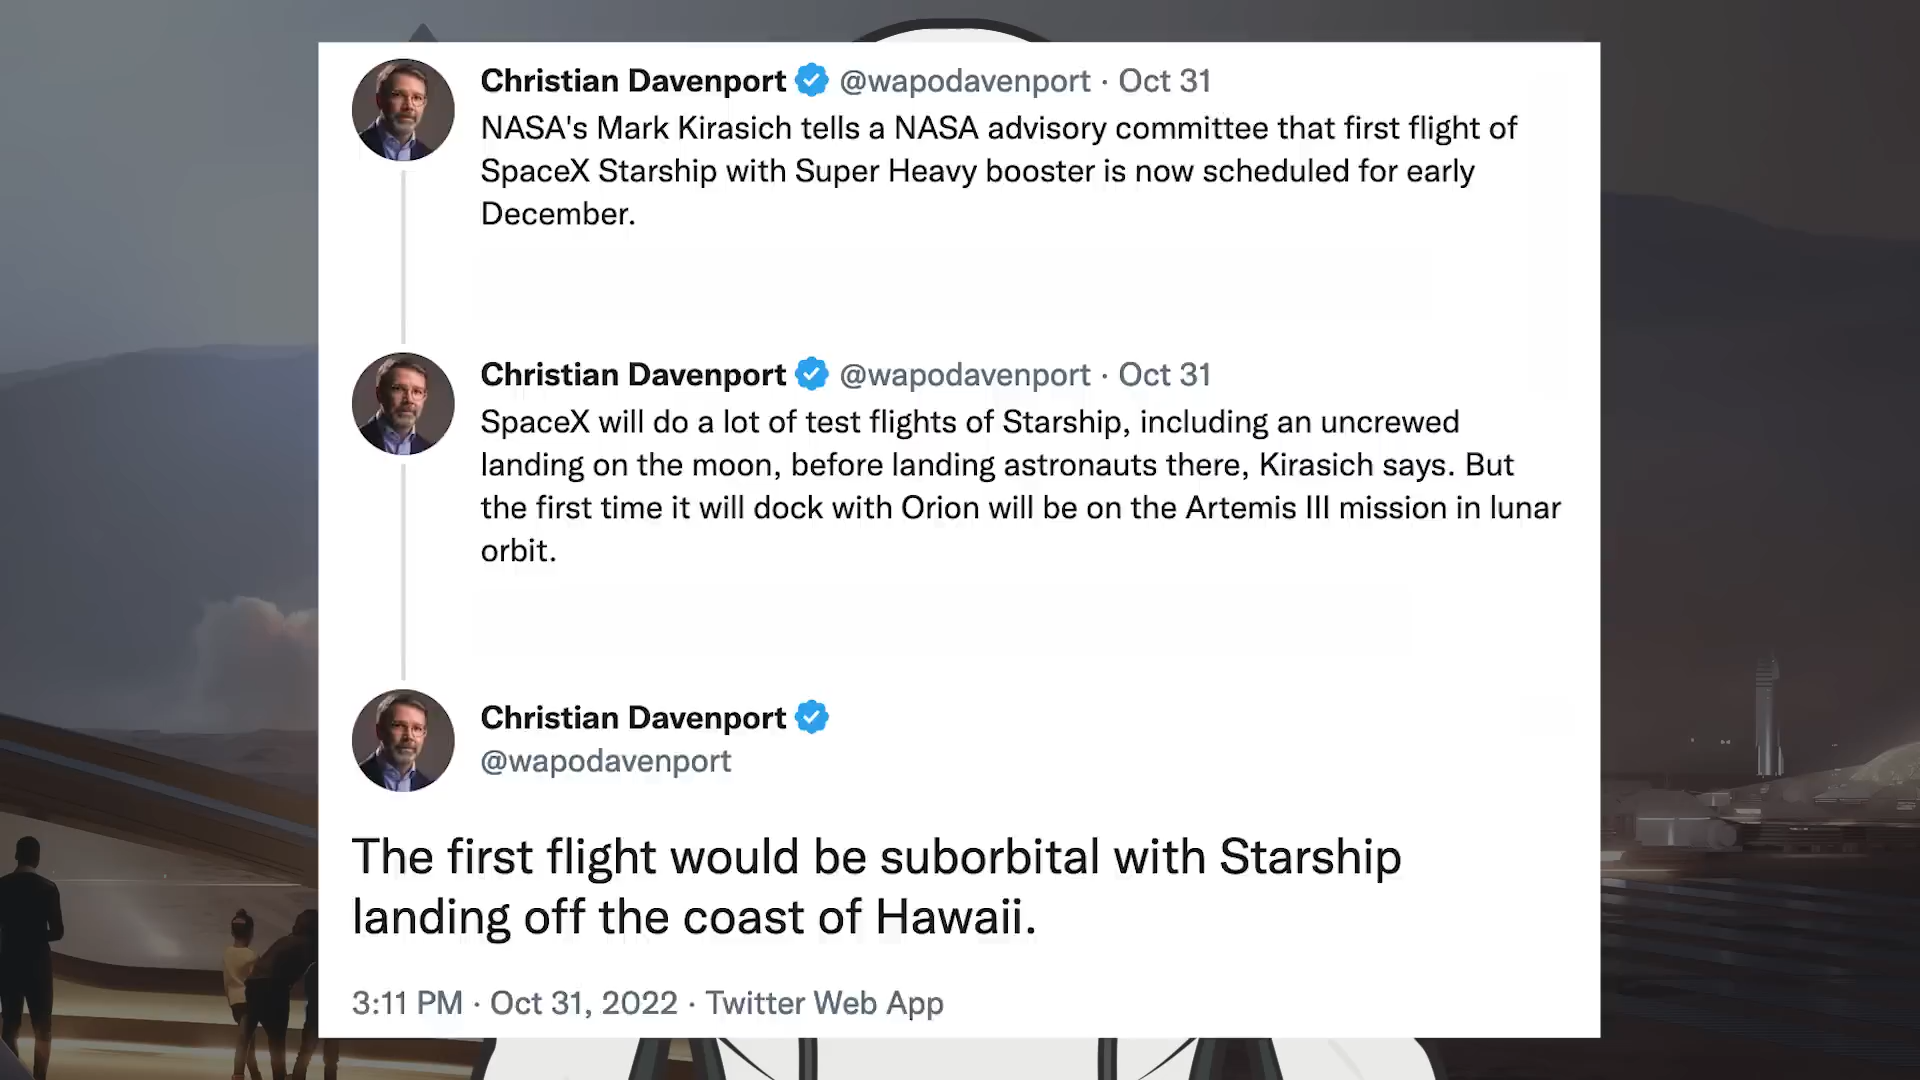 Christian Davenport @wapodavenport · Oct 31
NASA's Mark Kirasich tells a NASA advisory committee that first flight of
SpaceX Starship with Super Heavy booster is now scheduled for early
December.
Christian Davenport @wapodavenport · Oct 31
SpaceX will do a lot of test flights of Starship, including an uncrewed
landing on the moon, before landing astronauts there, Kirasich says. But
the first time it will dock with Orion will be on the Artemis III mission in lunar
orbit.
Christian Davenport
@wapodavenport
The first flight would be suborbital with Starship
landing off the coast of Hawaii.
3:11 PM · Oct 31, 2022 · Twitter Web App